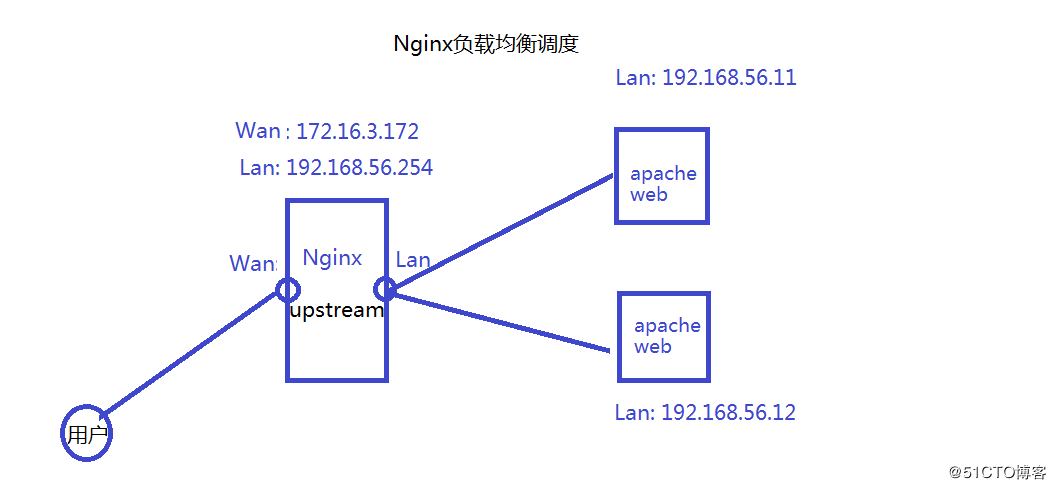 Nginx负载均衡调度
Lan: 192.168.56.11
Wan : 172.16.3.172
Lan: 192.168.56.254
apache
web
Wan:
Nginx
Lan
upstream
apache
web
Lan: 192.168.56.12
用户
@51CTO博客